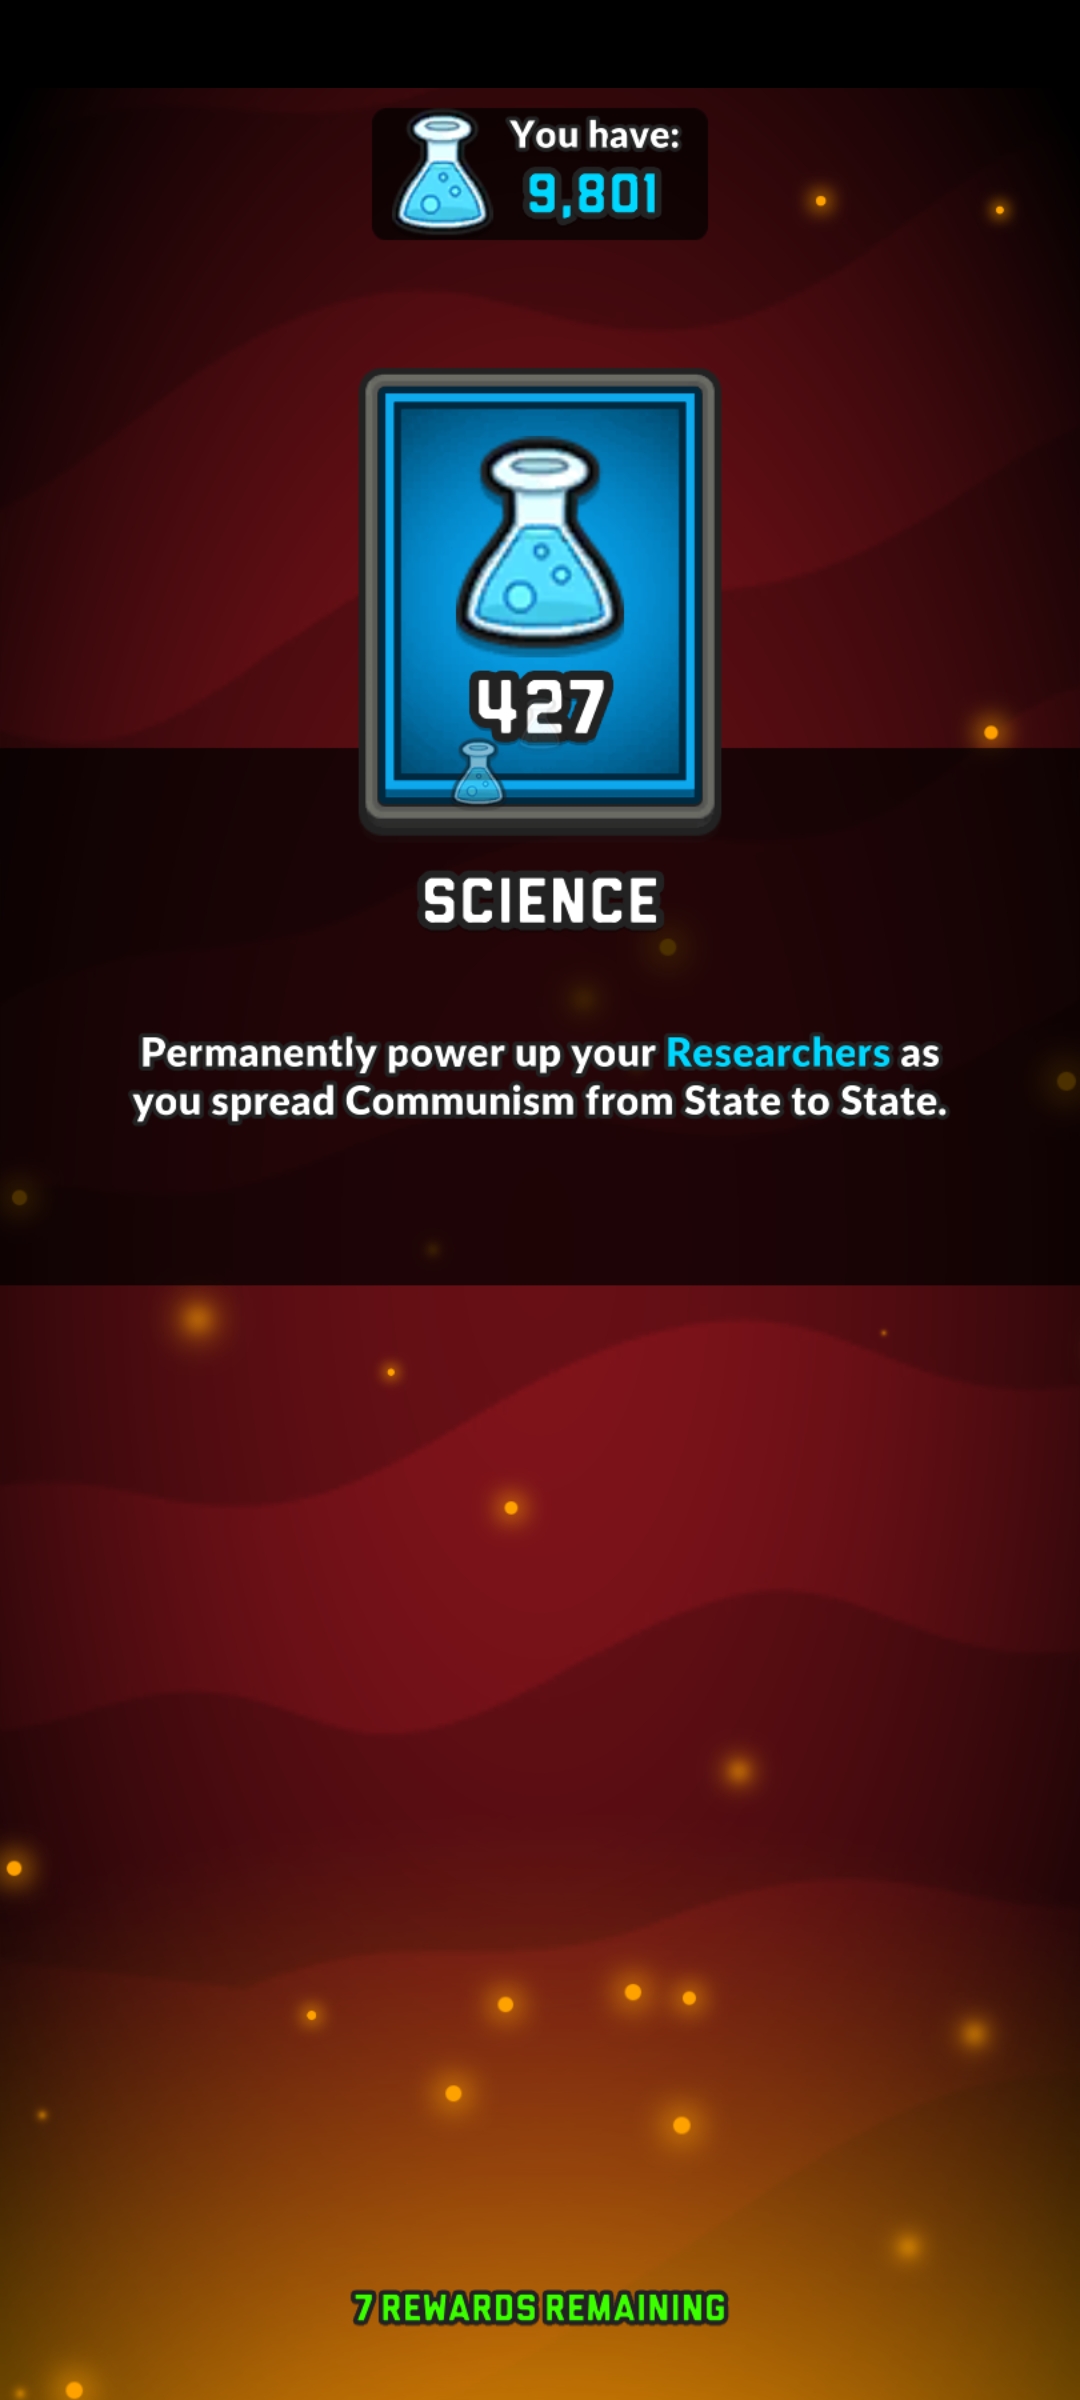 You have:
9,801
427
SCIENCE
Permanently power up your Researchers as
you spread Communism from State to State.
7 REWARDS REMAINING